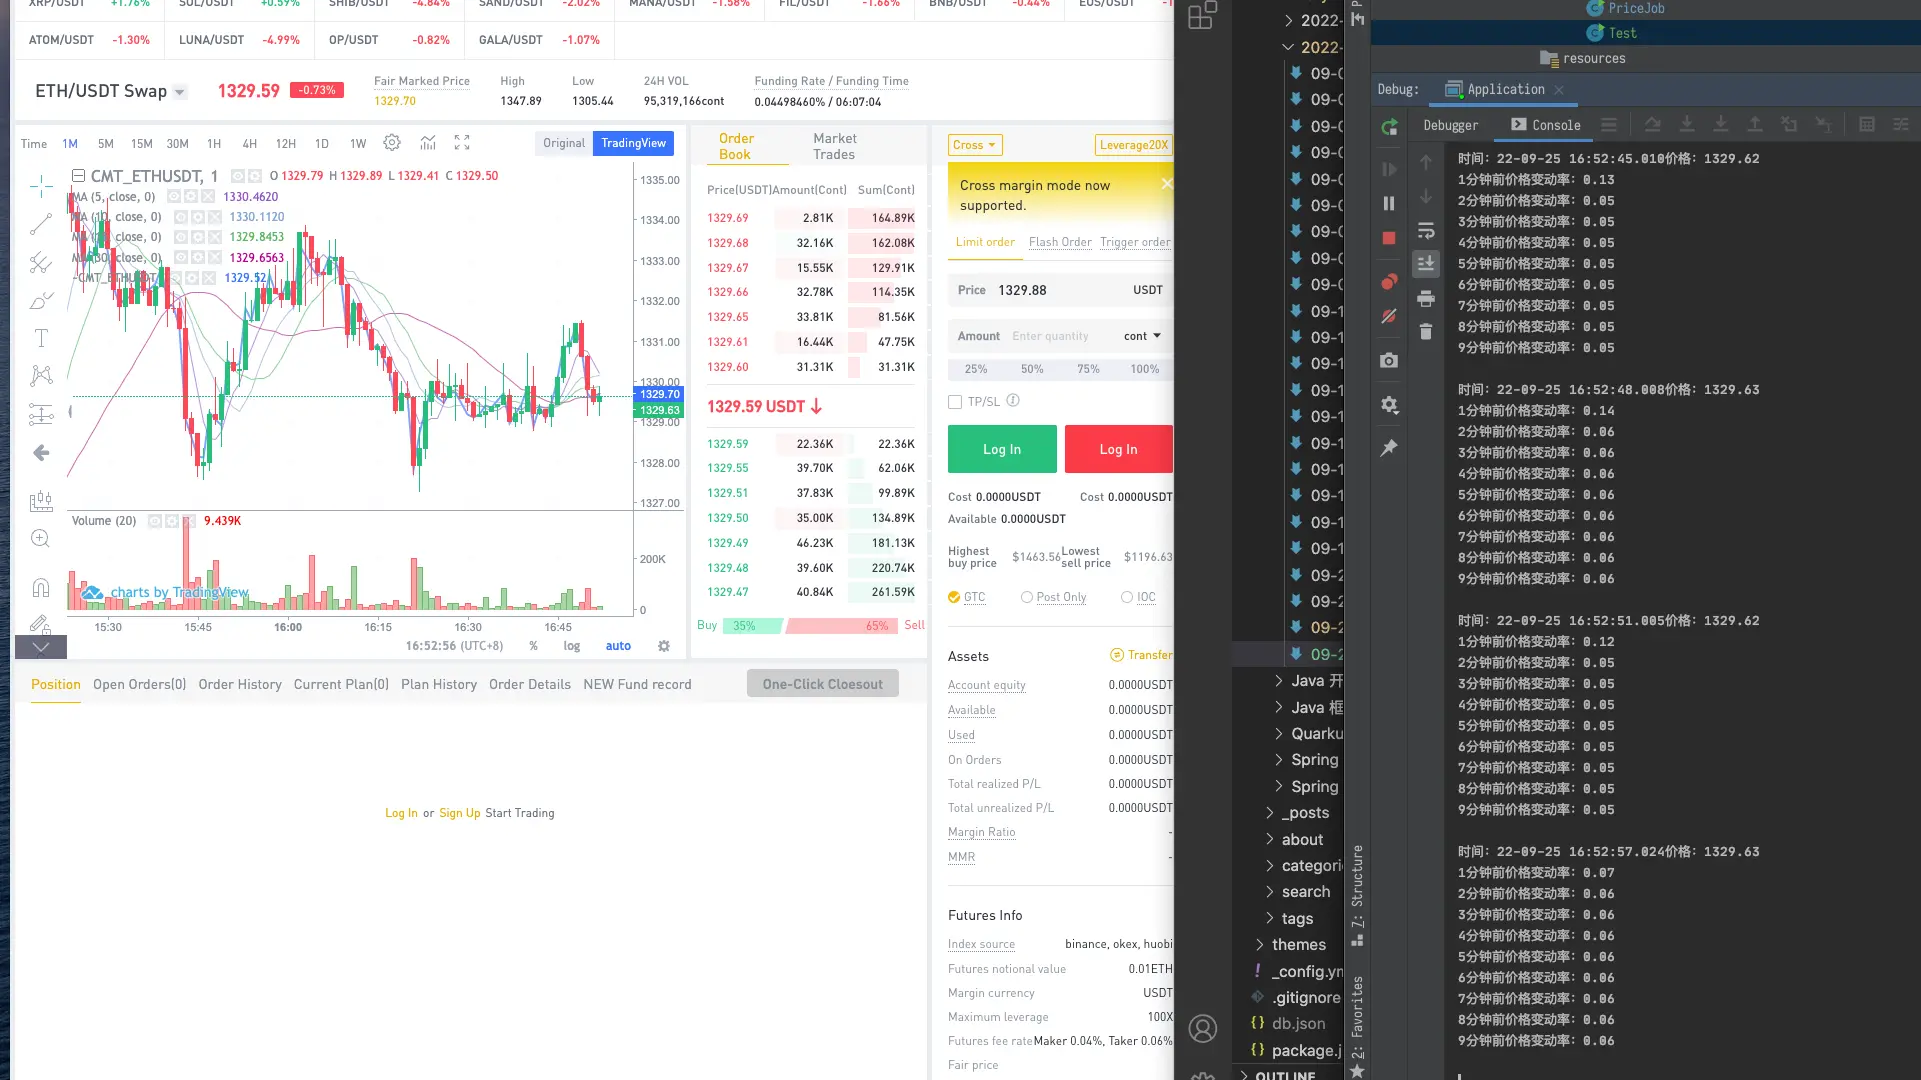 XRP/USDT +1.76% SOL/USDT +0.59% SHIB/USDT -4.84% SAND/USDT -2.02% MANA/USDT -1.58% FIL/USDT -1.66% BNB/USDT -0.44% EOS/USDT
ATOM/USDT -1.30% LUNA/USDT -4.99% OP/USDT -0.82% GALA/USDT -1.07%
ETH/USDT Swap 1329.59 -0.73%
Fair Marked Price High Low 24H VOL Funding Rate / Funding Time
1329.70 1347.89 1305.44 95,319,166cont 0.04498460% / 06:07:04
Time 1M 5M 15M 30M 1H 4H 12H 1D 1W Original TradingView
CMT_ETHUSDT, 1 O 1329.79 H 1329.89 L 1329.41 C 1329.50
MA (5, close, 0) 1330.4620
1330.1120
1329.8453
1329.6563
1335.00
1334.00
1333.00
1332.00
1331.00
1330.00
1329.70
1329.63
1329.00
1328.00
1327.00
Volume (20) 9.439K
200K
0
charts by TradingView
15:30 15:45 16:00 16:15 16:30 16:45
16:52:56 (UTC+8) % log auto
Order Book
Market Trades
Price(USDT) Amount(Cont) Sum(Cont)
1329.69 2.81K 164.89K
1329.68 32.16K 162.08K
1329.67 15.55K 129.91K
1329.66 32.78K 114.35K
1329.65 33.81K 81.56K
1329.61 16.44K 47.75K
1329.60 31.31K 31.31K
1329.59 USDT ↓
1329.59 22.36K 22.36K
1329.55 39.70K 62.06K
1329.51 37.83K 99.89K
1329.50 35.00K 134.89K
1329.49 46.23K 181.13K
1329.48 39.60K 220.74K
1329.47 40.84K 261.59K
Buy 35% 65% Sell
Cross Leverage20X
Cross margin mode now
supported.
Limit order Flash Order Trigger order
Price 1329.88 USDT
Amount Enter quantity cont
25% 50% 75% 100%
TP/SL
Log In Log In
Cost 0.0000USDT Cost 0.0000USDT
Available 0.0000USDT
Highest buy price $1463.56 Lowest sell price $1196.63
GTC Post Only IOC
Assets Transfer
Account equity 0.0000USDT
Available 0.0000USDT
Used 0.0000USDT
On Orders 0.0000USDT
Total realized P/L 0.0000USDT
Total unrealized P/L 0.0000USDT
Margin Ratio -
MMR -
Futures Info
Index source binance, okex, huobi
Futures notional value 0.01ETH
Margin currency USDT
Maximum leverage 100X
Futures fee rate Maker 0.04%, Taker 0.06%
Fair price
Position Open Orders(0) Order History Current Plan(0) Plan History Order Details NEW Fund record One-Click Cloesout
Log In or Sign Up Start Trading
2022-
2022-
09-0
09-0
09-0
09-0
09-0
09-0
09-0
09-0
09-0
09-1
09-1
09-1
09-1
09-1
09-1
09-1
09-1
09-1
09-1
09-2
09-2
09-2
09-2
Java 开
Java 框
Quarku
Spring
Spring
_posts
about
categori
search
tags
themes
_config.ym
.gitignore
db.json
package.j
OUTLINE
7: Structure
2: Favorites
PriceJob
Test
resources
Debug: Application
Debugger Console
时间：22-09-25 16:52:45.010价格：1329.62
1分钟前价格变动率：0.13
2分钟前价格变动率：0.05
3分钟前价格变动率：0.05
4分钟前价格变动率：0.05
5分钟前价格变动率：0.05
6分钟前价格变动率：0.05
7分钟前价格变动率：0.05
8分钟前价格变动率：0.05
9分钟前价格变动率：0.05
时间：22-09-25 16:52:48.008价格：1329.63
1分钟前价格变动率：0.14
2分钟前价格变动率：0.06
3分钟前价格变动率：0.06
4分钟前价格变动率：0.06
5分钟前价格变动率：0.06
6分钟前价格变动率：0.06
7分钟前价格变动率：0.06
8分钟前价格变动率：0.06
9分钟前价格变动率：0.06
时间：22-09-25 16:52:51.005价格：1329.62
1分钟前价格变动率：0.12
2分钟前价格变动率：0.05
3分钟前价格变动率：0.05
4分钟前价格变动率：0.05
5分钟前价格变动率：0.05
6分钟前价格变动率：0.05
7分钟前价格变动率：0.05
8分钟前价格变动率：0.05
9分钟前价格变动率：0.05
时间：22-09-25 16:52:57.024价格：1329.63
1分钟前价格变动率：0.07
2分钟前价格变动率：0.06
3分钟前价格变动率：0.06
4分钟前价格变动率：0.06
5分钟前价格变动率：0.06
6分钟前价格变动率：0.06
7分钟前价格变动率：0.06
8分钟前价格变动率：0.06
9分钟前价格变动率：0.06